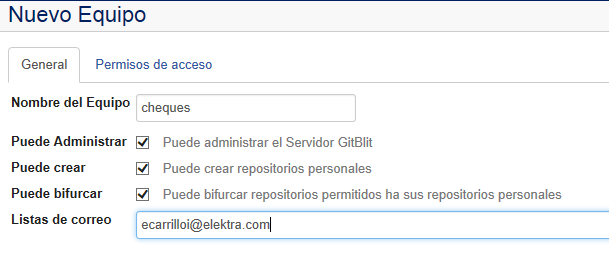 Nuevo Equipo
General Permisos de acceso
Nombre del Equipo cheques
Puede Administrar Puede administrar el Servidor GitBlit
Puede crear Puede crear repositorios personales
Puede bifurcar Puede bifurcar repositorios permitidos ha sus repositorios personales
Listas de correo ecarrilloi@elektra.com